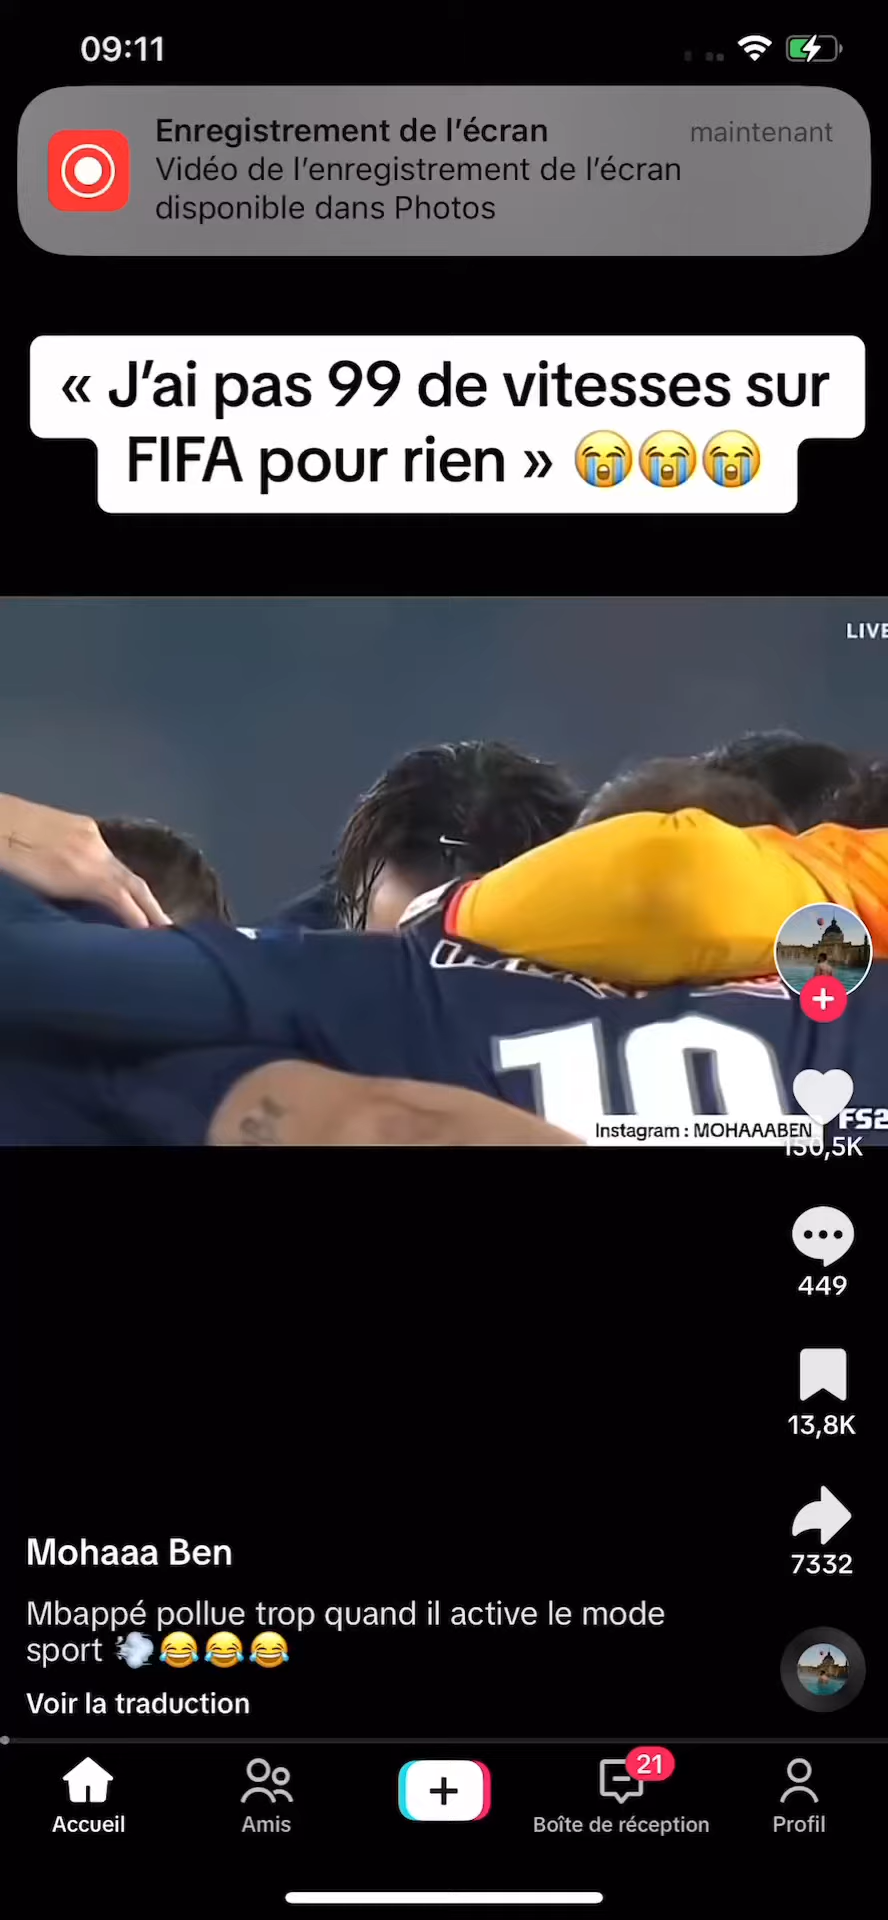 09:11
Enregistrement de l'écran
maintenant
Vidéo de l'enregistrement de l'écran
disponible dans Photos
« J'ai pas 99 de vitesses sur
FIFA pour rien » 😭😭😭
LIVE
10
Instagram : MOHAAABEN
FS2
150,5K
449
13,8K
7332
Mohaaa Ben
Mbappé pollue trop quand il active le mode
sport 💨😂😂😂
Voir la traduction
21
Accueil
Amis
Boîte de réception
Profil